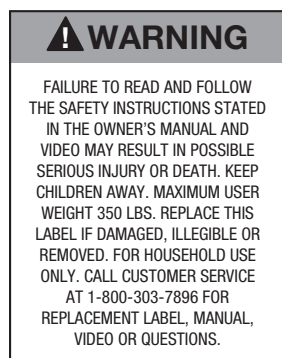 WARNING
FAILURE TO READ AND FOLLOW
THE SAFETY INSTRUCTIONS STATED
IN THE OWNER'S MANUAL AND
VIDEO MAY RESULT IN POSSIBLE
SERIOUS INJURY OR DEATH. KEEP
CHILDREN AWAY. MAXIMUM USER
WEIGHT 350 LBS. REPLACE THIS
LABEL IF DAMAGED, ILLEGIBLE OR
REMOVED. FOR HOUSEHOLD USE
ONLY. CALL CUSTOMER SERVICE
AT 1-800-303-7896 FOR
REPLACEMENT LABEL, MANUAL,
VIDEO OR QUESTIONS.